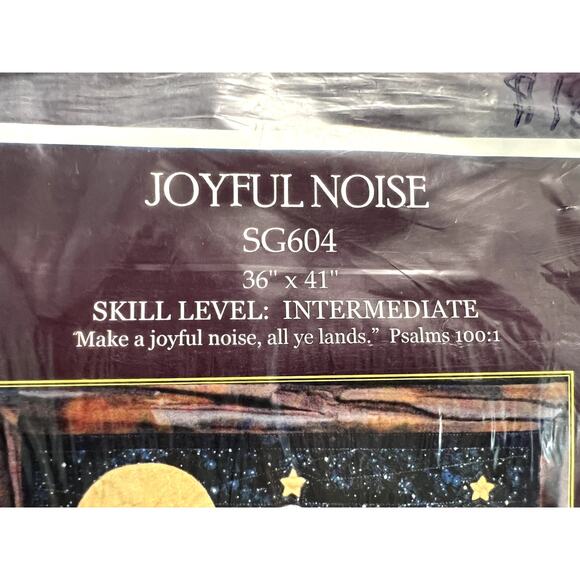 JOYFUL NOISE
SG604
36" x 41"
SKILL LEVEL: INTERMEDIATE
"Make a joyful noise, all ye lands." Psalms 100:1